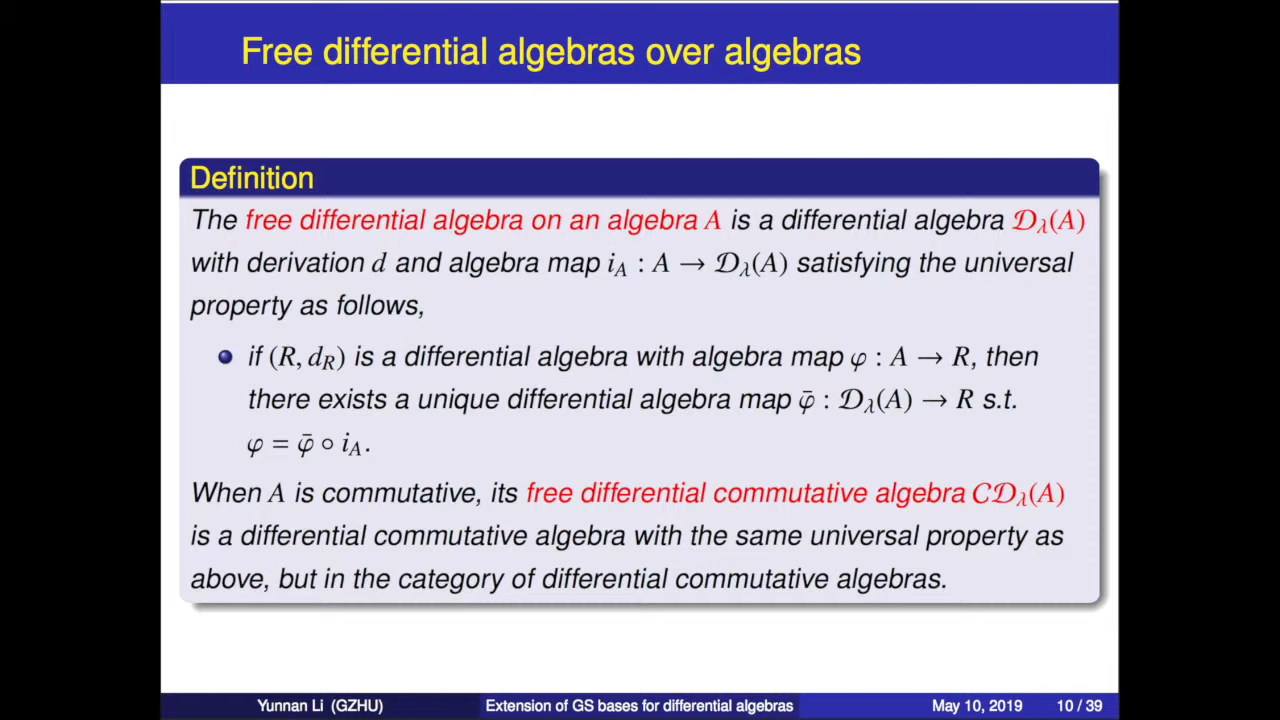 Free differential algebras over algebras
Definition
The free differential algebra on an algebra A is a differential algebra 𝒟λ(A)
with derivation d and algebra map iA : A → 𝒟λ(A) satisfying the universal
property as follows,
if (R, dR) is a differential algebra with algebra map φ : A → R, then
there exists a unique differential algebra map φ̄ : 𝒟λ(A) → R s.t.
φ = φ̄ ∘ iA.
When A is commutative, its free differential commutative algebra 𝒞𝒟λ(A)
is a differential commutative algebra with the same universal property as
above, but in the category of differential commutative algebras.
Yunnan Li (GZHU) Extension of GS bases for differential algebras May 10, 2019 10 / 39